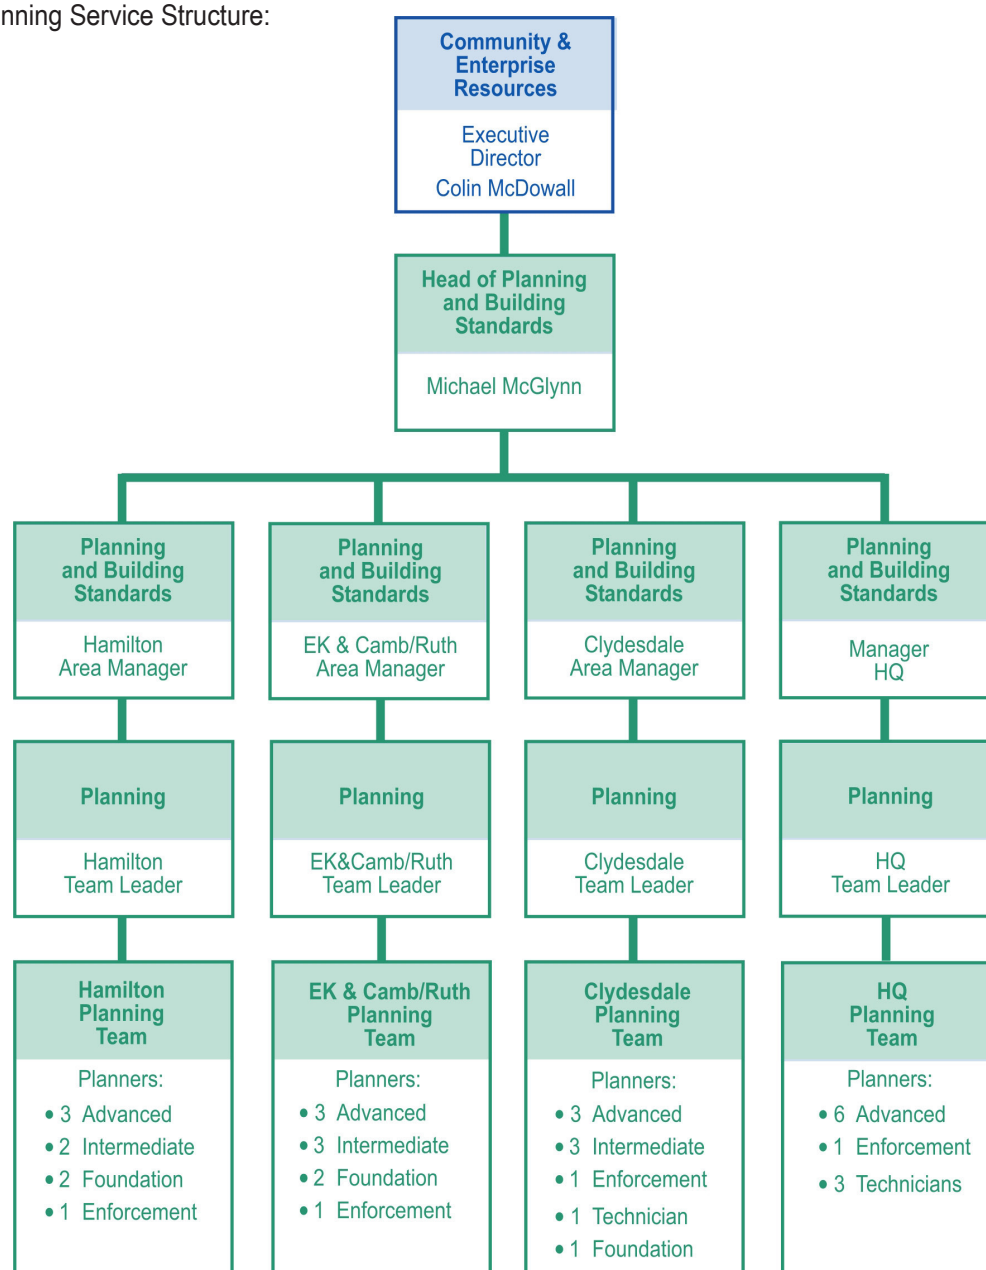 nning Service Structure:
Community &
Enterprise
Resources
Executive
Director
Colin McDowall
Head of Planning
and Building
Standards
Michael McGlynn
Planning
and Building
Standards
Hamilton
Area Manager
Planning
and Building
Standards
EK & Camb/Ruth
Area Manager
Planning
and Building
Standards
Clydesdale
Area Manager
Planning
and Building
Standards
Manager
HQ
Planning
Hamilton
Team Leader
Planning
EK&Camb/Ruth
Team Leader
Planning
Clydesdale
Team Leader
Planning
HQ
Team Leader
Hamilton
Planning
Team
Planners:
• 3 Advanced
• 2 Intermediate
• 2 Foundation
• 1 Enforcement
EK & Camb/Ruth
Planning
Team
Planners:
• 3 Advanced
• 3 Intermediate
• 2 Foundation
• 1 Enforcement
Clydesdale
Planning
Team
Planners:
• 3 Advanced
• 3 Intermediate
• 1 Enforcement
• 1 Technician
• 1 Foundation
HQ
Planning
Team
Planners:
• 6 Advanced
• 1 Enforcement
• 3 Technicians